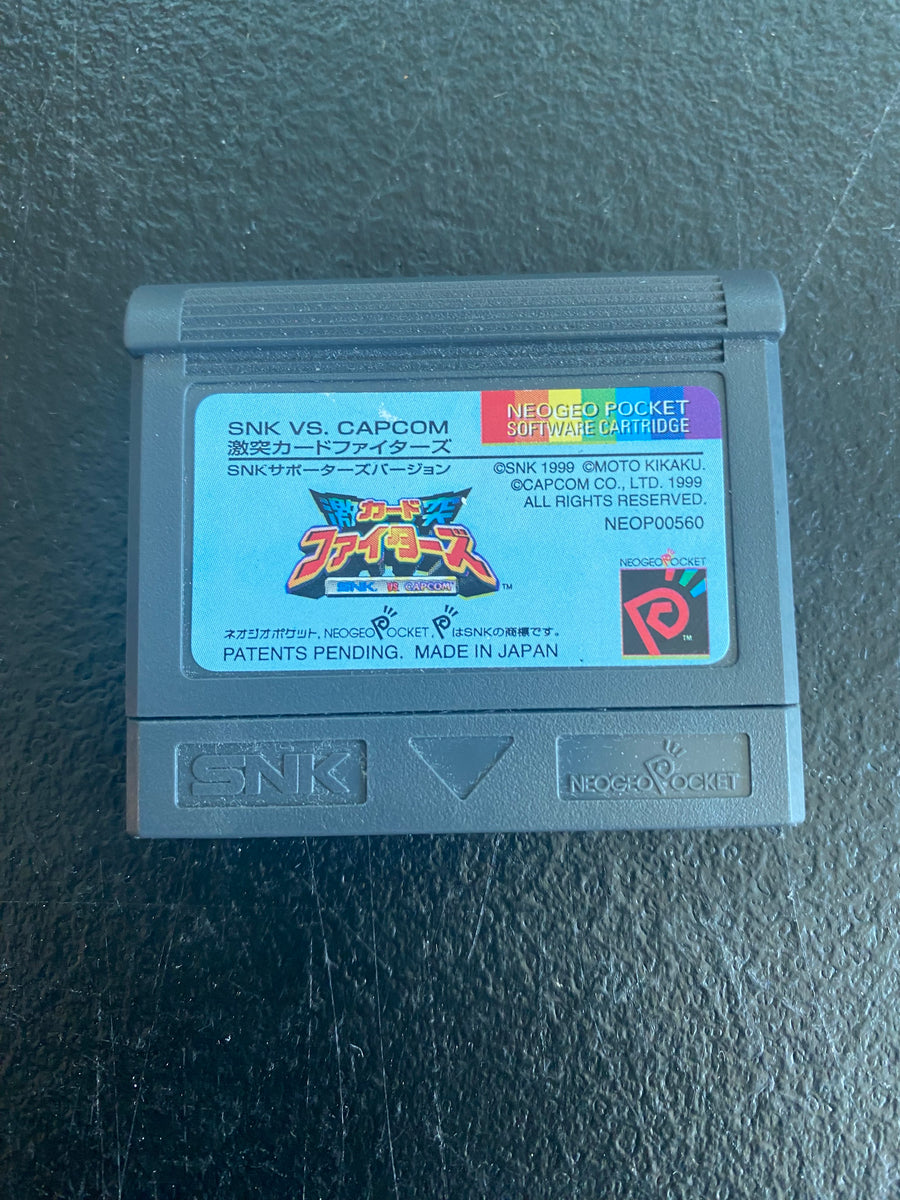 SNK VS. CAPCOM
激突カードファイターズ
SNKサポーターズバージョン
NEOGEO POCKET
SOFTWARE CARTRIDGE
©SNK 1999 ©MOTO KIKAKU.
©CAPCOM CO., LTD. 1999
ALL RIGHTS RESERVED.
NEOP00560
激カード突
ファイターズ
SNK VS CAPCOM TM
NEOGEO POCKET
P TM
ネオジオポケット, NEOGEO POCKET, PはSNKの商標です。
PATENTS PENDING. MADE IN JAPAN
SNK
NEOGEO POCKET